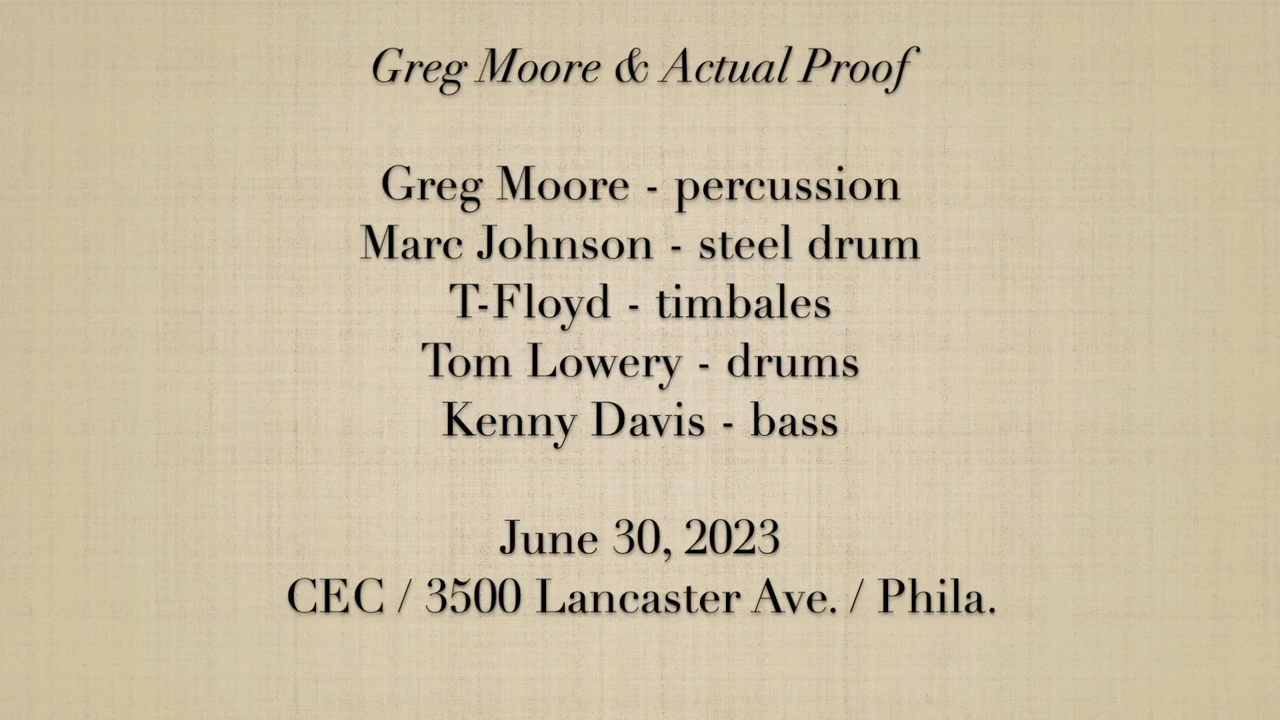 Greg Moore & Actual Proof
Greg Moore - percussion
Marc Johnson - steel drum
T-Floyd - timbales
Tom Lowery - drums
Kenny Davis - bass
June 30, 2023
CEC / 3500 Lancaster Ave. / Phila.